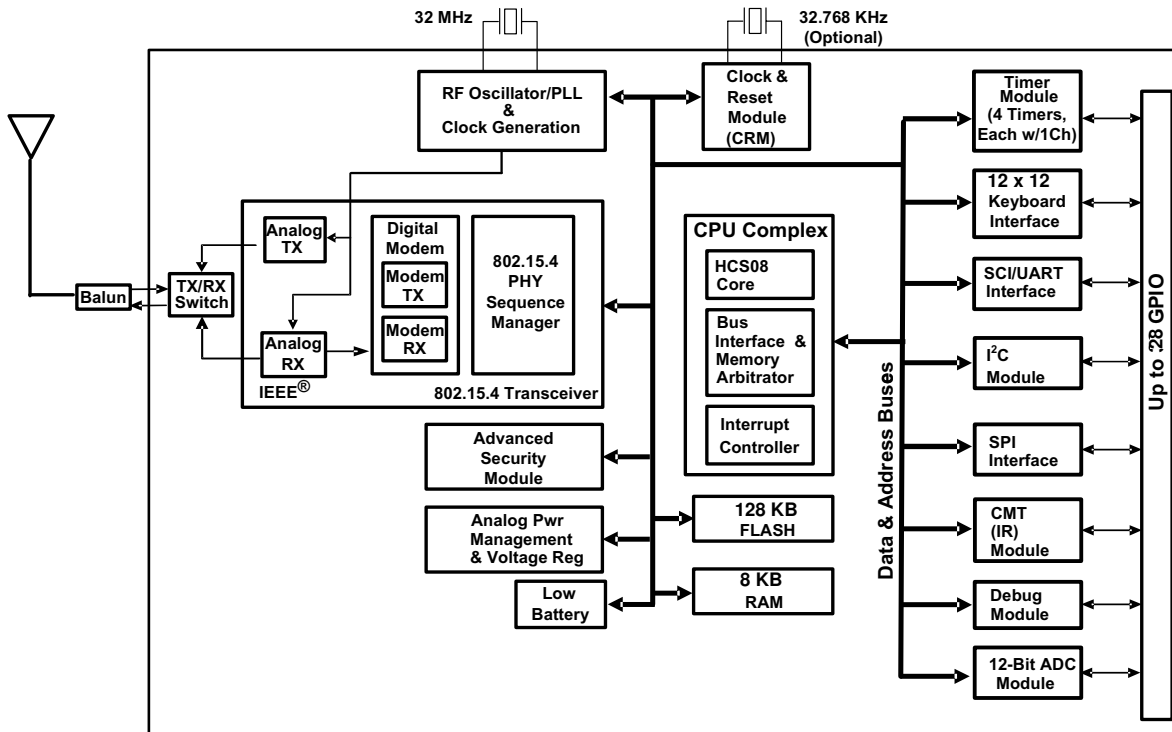 32 MHz
32.768 KHz
(Optional)
RF Oscillator/PLL
&
Clock Generation
Clock &
Reset
Module
(CRM)
Timer
Module
(4 Timers,
Each w/1Ch)
12 x 12
Keyboard
Interface
SCI/UART
Interface
I²C
Module
SPI
Interface
CMT
(IR)
Module
Debug
Module
12-Bit ADC
Module
Up to 28 GPIO
Data & Address Buses
Balun
TX/RX
Switch
Analog
TX
Analog
RX
Digital
Modem
Modem
TX
Modem
RX
802.15.4
PHY
Sequence
Manager
IEEE®
802.15.4 Transceiver
CPU Complex
HCS08
Core
Bus
Interface &
Memory
Arbitrator
Interrupt
Controller
Advanced
Security
Module
Analog Pwr
Management
& Voltage Reg
Low
Battery
128 KB
FLASH
8 KB
RAM